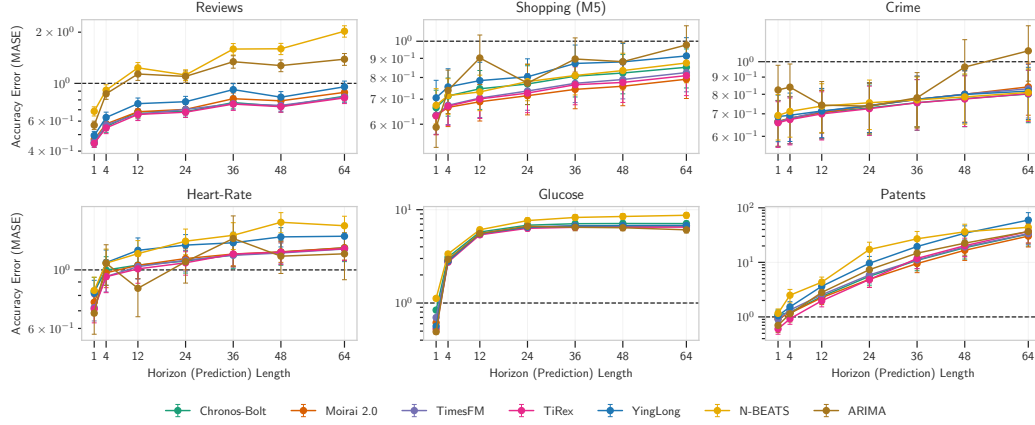 Reviews
Shopping (M5)
Crime
Accuracy Error (MASE)
2 × 10⁰
10⁰
6 × 10⁻¹
4 × 10⁻¹
1 4 12 24 36 48 64
10⁰
9 × 10⁻¹
8 × 10⁻¹
7 × 10⁻¹
6 × 10⁻¹
1 4 12 24 36 48 64
10⁰
9 × 10⁻¹
8 × 10⁻¹
7 × 10⁻¹
6 × 10⁻¹
1 4 12 24 36 48 64
Heart-Rate
Glucose
Patents
Accuracy Error (MASE)
10⁰
6 × 10⁻¹
1 4 12 24 36 48 64
Horizon (Prediction) Length
10¹
10⁰
1 4 12 24 36 48 64
Horizon (Prediction) Length
10²
10¹
10⁰
1 4 12 24 36 48 64
Horizon (Prediction) Length
Chronos-Bolt Moirai 2.0 TimesFM TiRex YingLong N-BEATS ARIMA